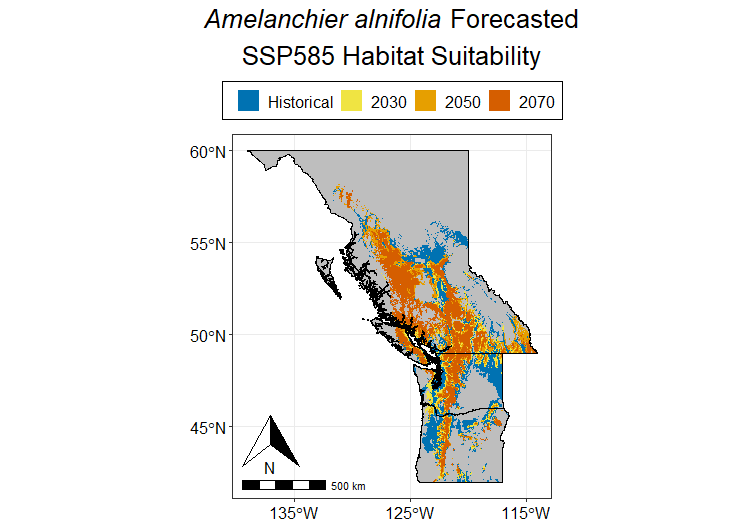 Amelanchier alnifolia Forecasted
SSP585 Habitat Suitability
Historical 2030 2050 2070
60°N
55°N
50°N
45°N
N
500 km
135°W 125°W 115°W